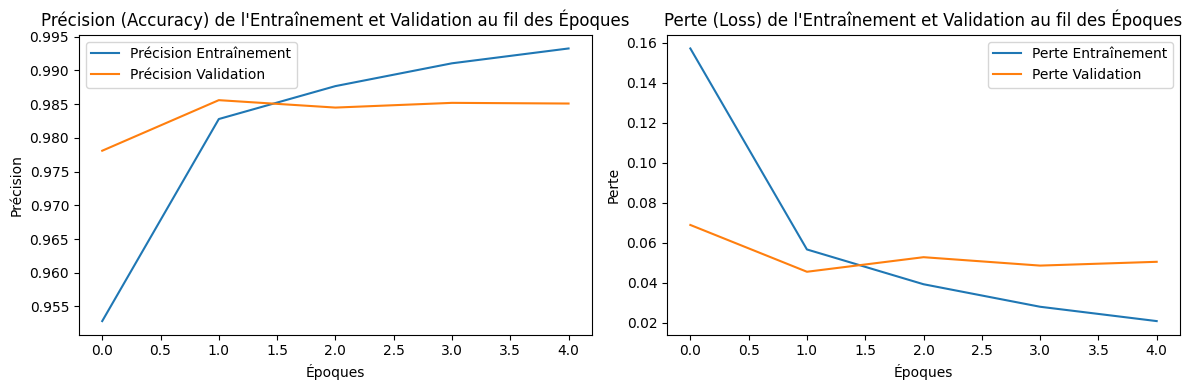 Précision (Accuracy) de l'Entraînement et Validation au fil des Époques
0.995
0.990
0.985
0.980
0.975
0.970
0.965
0.960
0.955
Précision
Précision Entraînement
Précision Validation
0.0 0.5 1.0 1.5 2.0 2.5 3.0 3.5 4.0
Époques
Perte (Loss) de l'Entraînement et Validation au fil des Époques
0.16
0.14
0.12
0.10
0.08
0.06
0.04
0.02
Perte
Perte Entraînement
Perte Validation
0.0 0.5 1.0 1.5 2.0 2.5 3.0 3.5 4.0
Époques